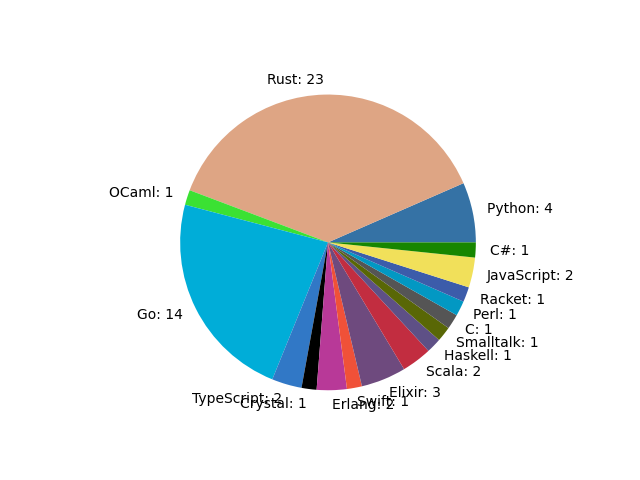 Rust: 23
OCaml: 1
Python: 4
C#: 1
JavaScript: 2
Racket: 1
Go: 14
Perl: 1
C: 1
Smalltalk: 1
Haskell: 1
Scala: 2
Elixir: 3
TypeScript: 2
Crystal: 1
Erlang: 2
Swift: 1